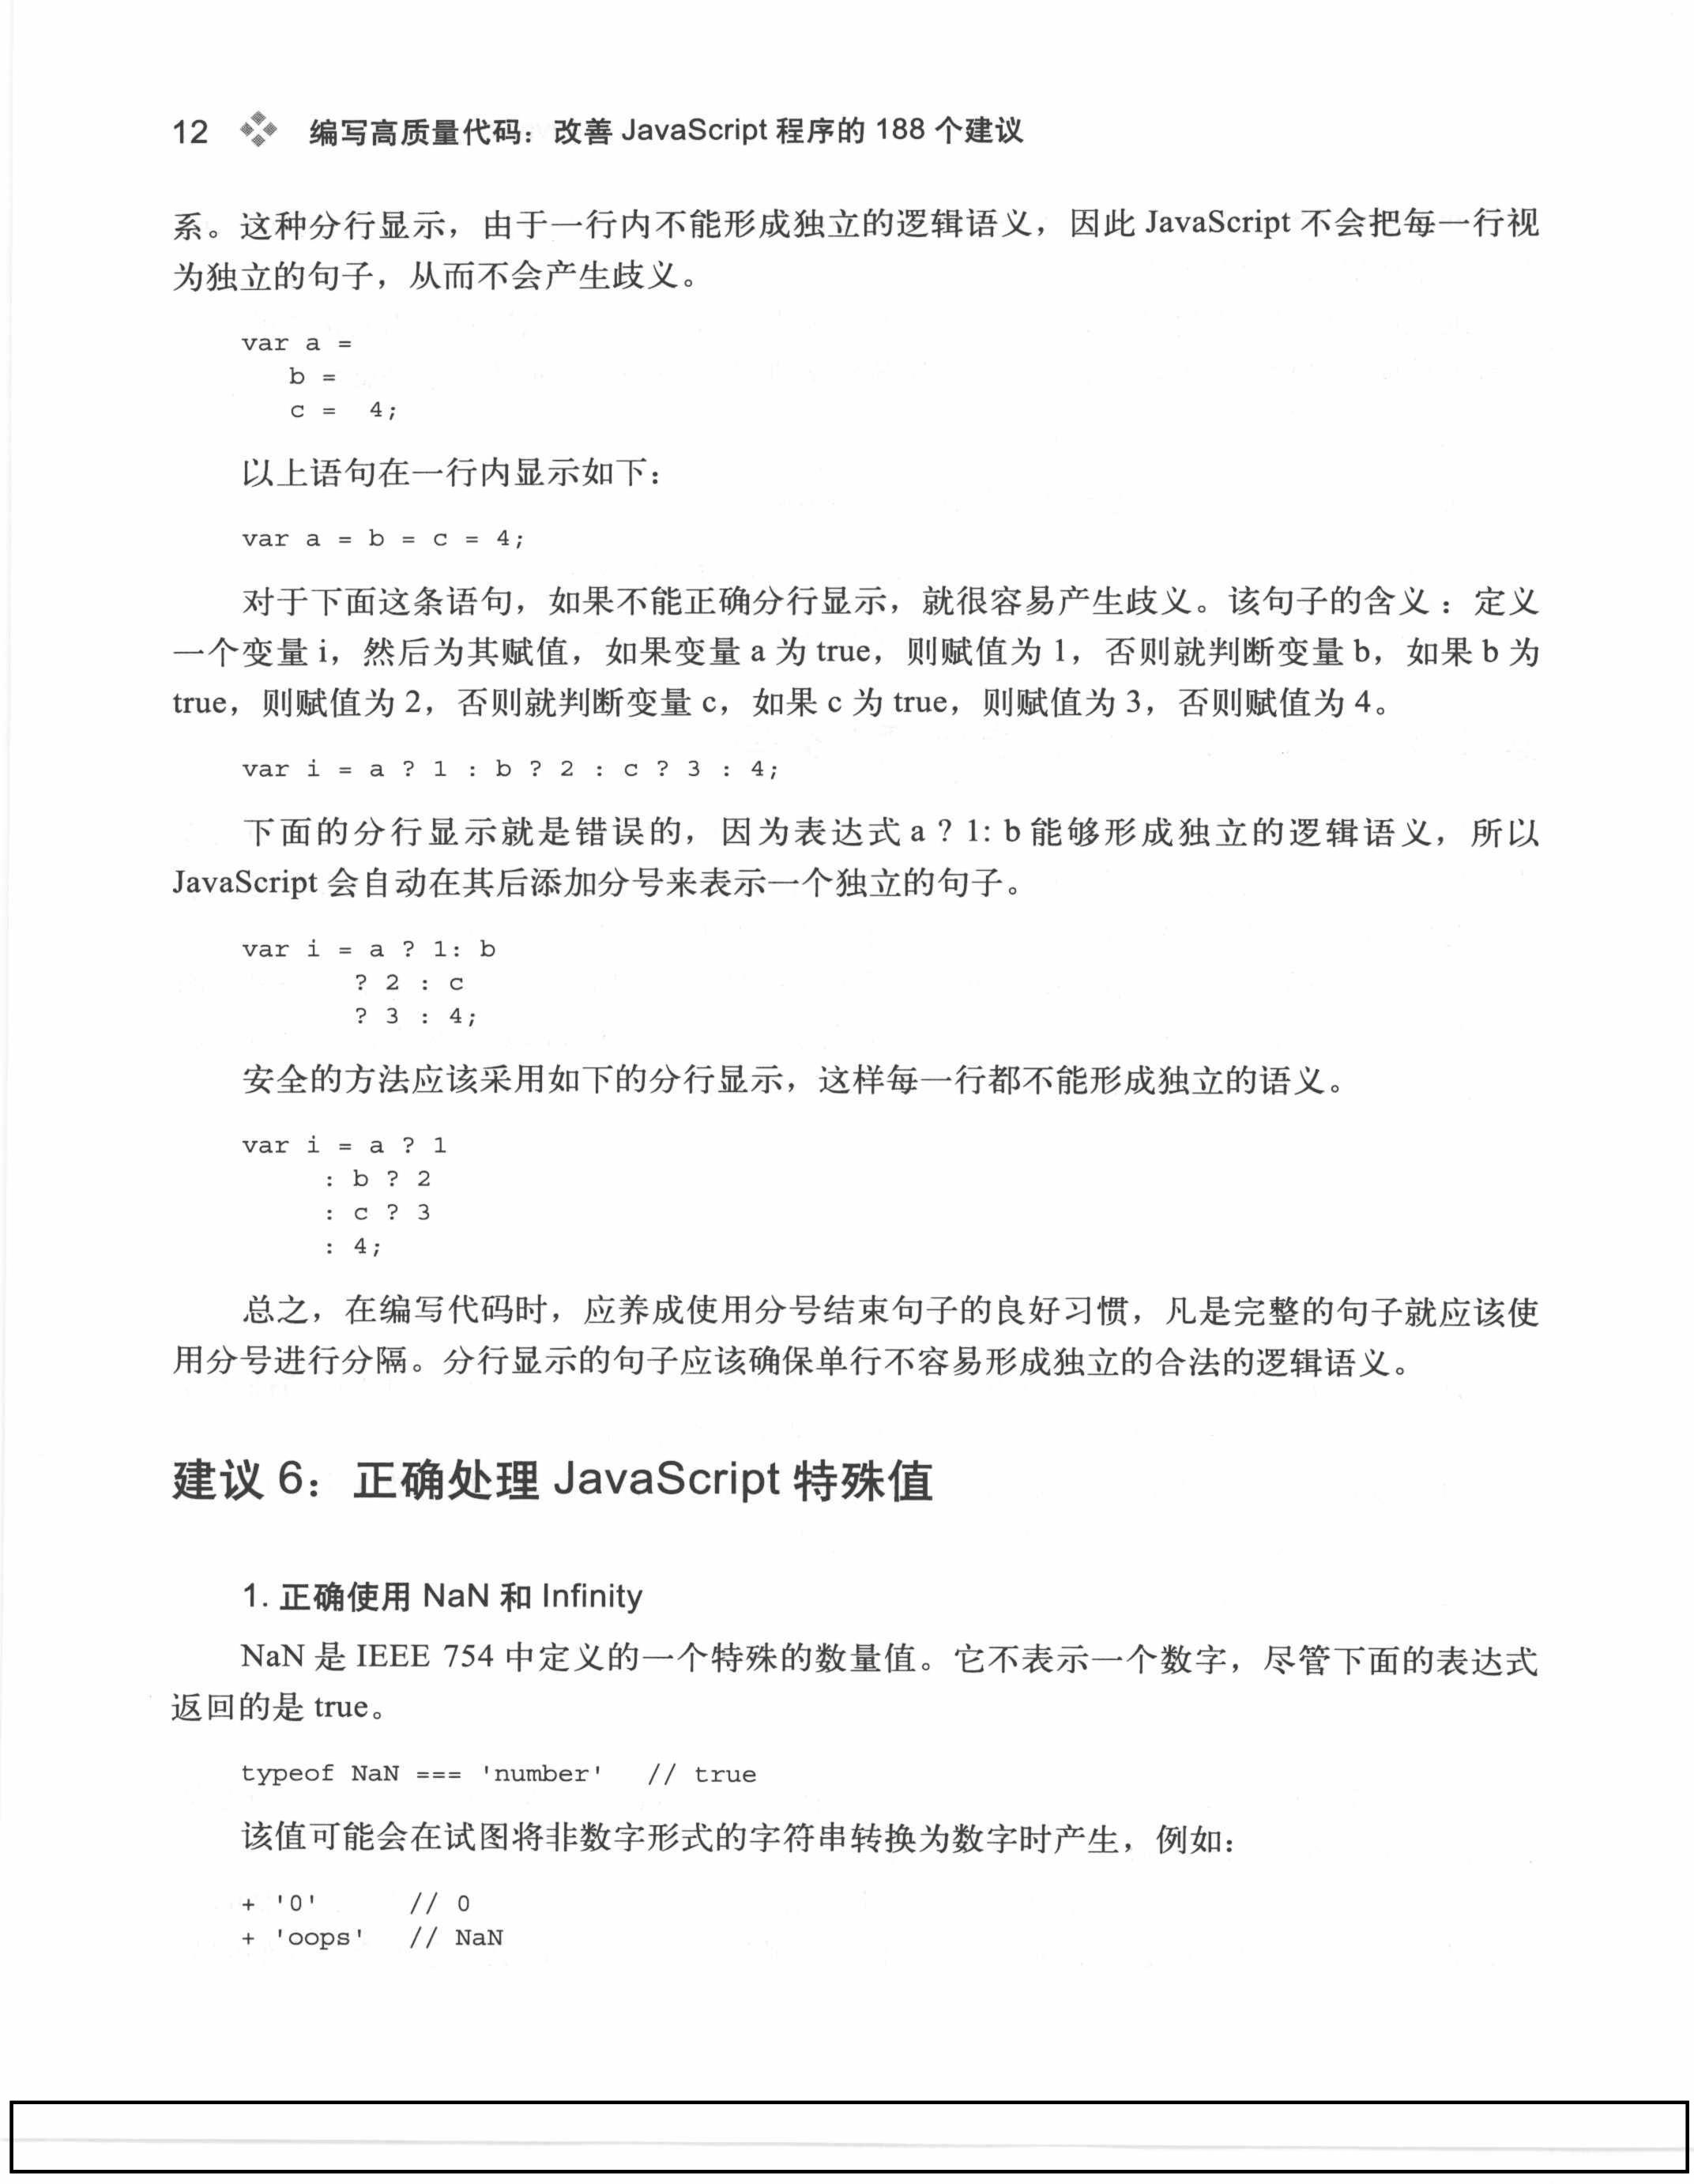 12 编写高质量代码：改善 JavaScript 程序的 188 个建议
系。这种分行显示，由于一行内不能形成独立的逻辑语义，因此 JavaScript 不会把每一行视
为独立的句子，从而不会产生歧义。
var a =
   b =
   c =  4;
以上语句在一行内显示如下：
var a = b = c = 4;
对于下面这条语句，如果不能正确分行显示，就很容易产生歧义。该句子的含义：定义
一个变量 i，然后为其赋值，如果变量 a 为 true，则赋值为 1，否则就判断变量 b，如果 b 为
true，则赋值为 2，否则就判断变量 c，如果 c 为 true，则赋值为 3，否则赋值为 4。
var i = a ? 1 : b ? 2 : c ? 3 : 4;
下面的分行显示就是错误的，因为表达式 a ? 1: b 能够形成独立的逻辑语义，所以
JavaScript 会自动在其后添加分号来表示一个独立的句子。
var i = a ? 1: b
       ? 2 : c
       ? 3 : 4;
安全的方法应该采用如下的分行显示，这样每一行都不能形成独立的语义。
var i = a ? 1
     : b ? 2
     : c ? 3
     : 4;
总之，在编写代码时，应养成使用分号结束句子的良好习惯，凡是完整的句子就应该使
用分号进行分隔。分行显示的句子应该确保单行不容易形成独立的合法的逻辑语义。
建议 6：正确处理 JavaScript 特殊值
1. 正确使用 NaN 和 Infinity
NaN 是 IEEE 754 中定义的一个特殊的数量值。它不表示一个数字，尽管下面的表达式
返回的是 true。
typeof NaN === 'number'   // true
该值可能会在试图将非数字形式的字符串转换为数字时产生，例如：
+ '0'      // 0
+ 'oops'   // NaN